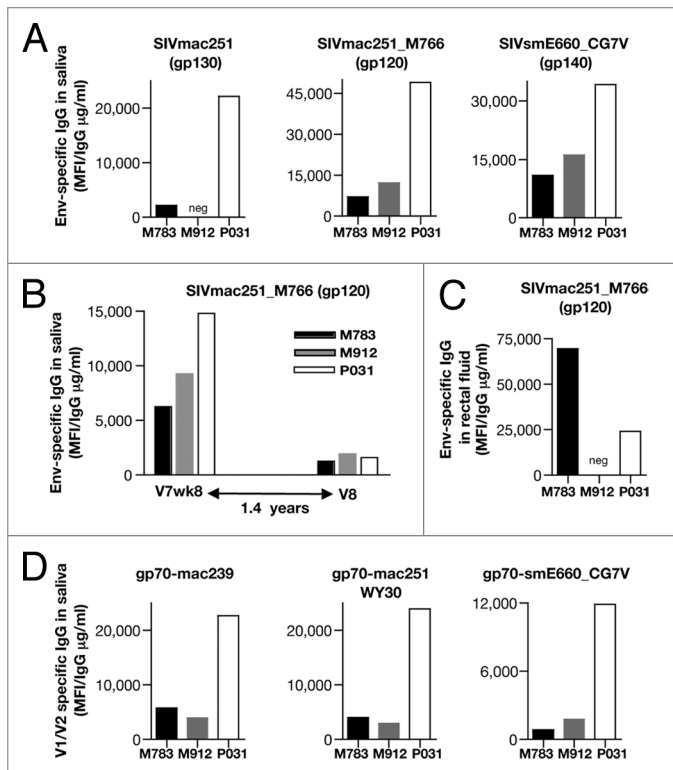 A
SIVmac251
(gp130)
SIVmac251_M766
(gp120)
SIVsmE660_CG7V
(gp140)
Env-specific IgG in saliva
(MFI/IgG µg/ml)
20,000
10,000
0
neg
M783 M912 P031
45,000
30,000
15,000
0
M783 M912 P031
30,000
15,000
0
M783 M912 P031
B
SIVmac251_M766 (gp120)
Env-specific IgG in saliva
(MFI/IgG µg/ml)
15,000
10,000
5,000
0
M783
M912
P031
V7wk8
V8
1.4 years
C
SIVmac251_M766
(gp120)
Env-specific IgG
in rectal fluid
(MFI/IgG µg/ml)
75,000
50,000
25,000
0
neg
M783 M912 P031
D
gp70-mac239
gp70-mac251
WY30
gp70-smE660_CG7V
V1/V2 specific IgG in saliva
(MFI/IgG µg/ml)
20,000
10,000
0
M783 M912 P031
20,000
10,000
0
M783 M912 P031
12,000
6,000
0
M783 M912 P031